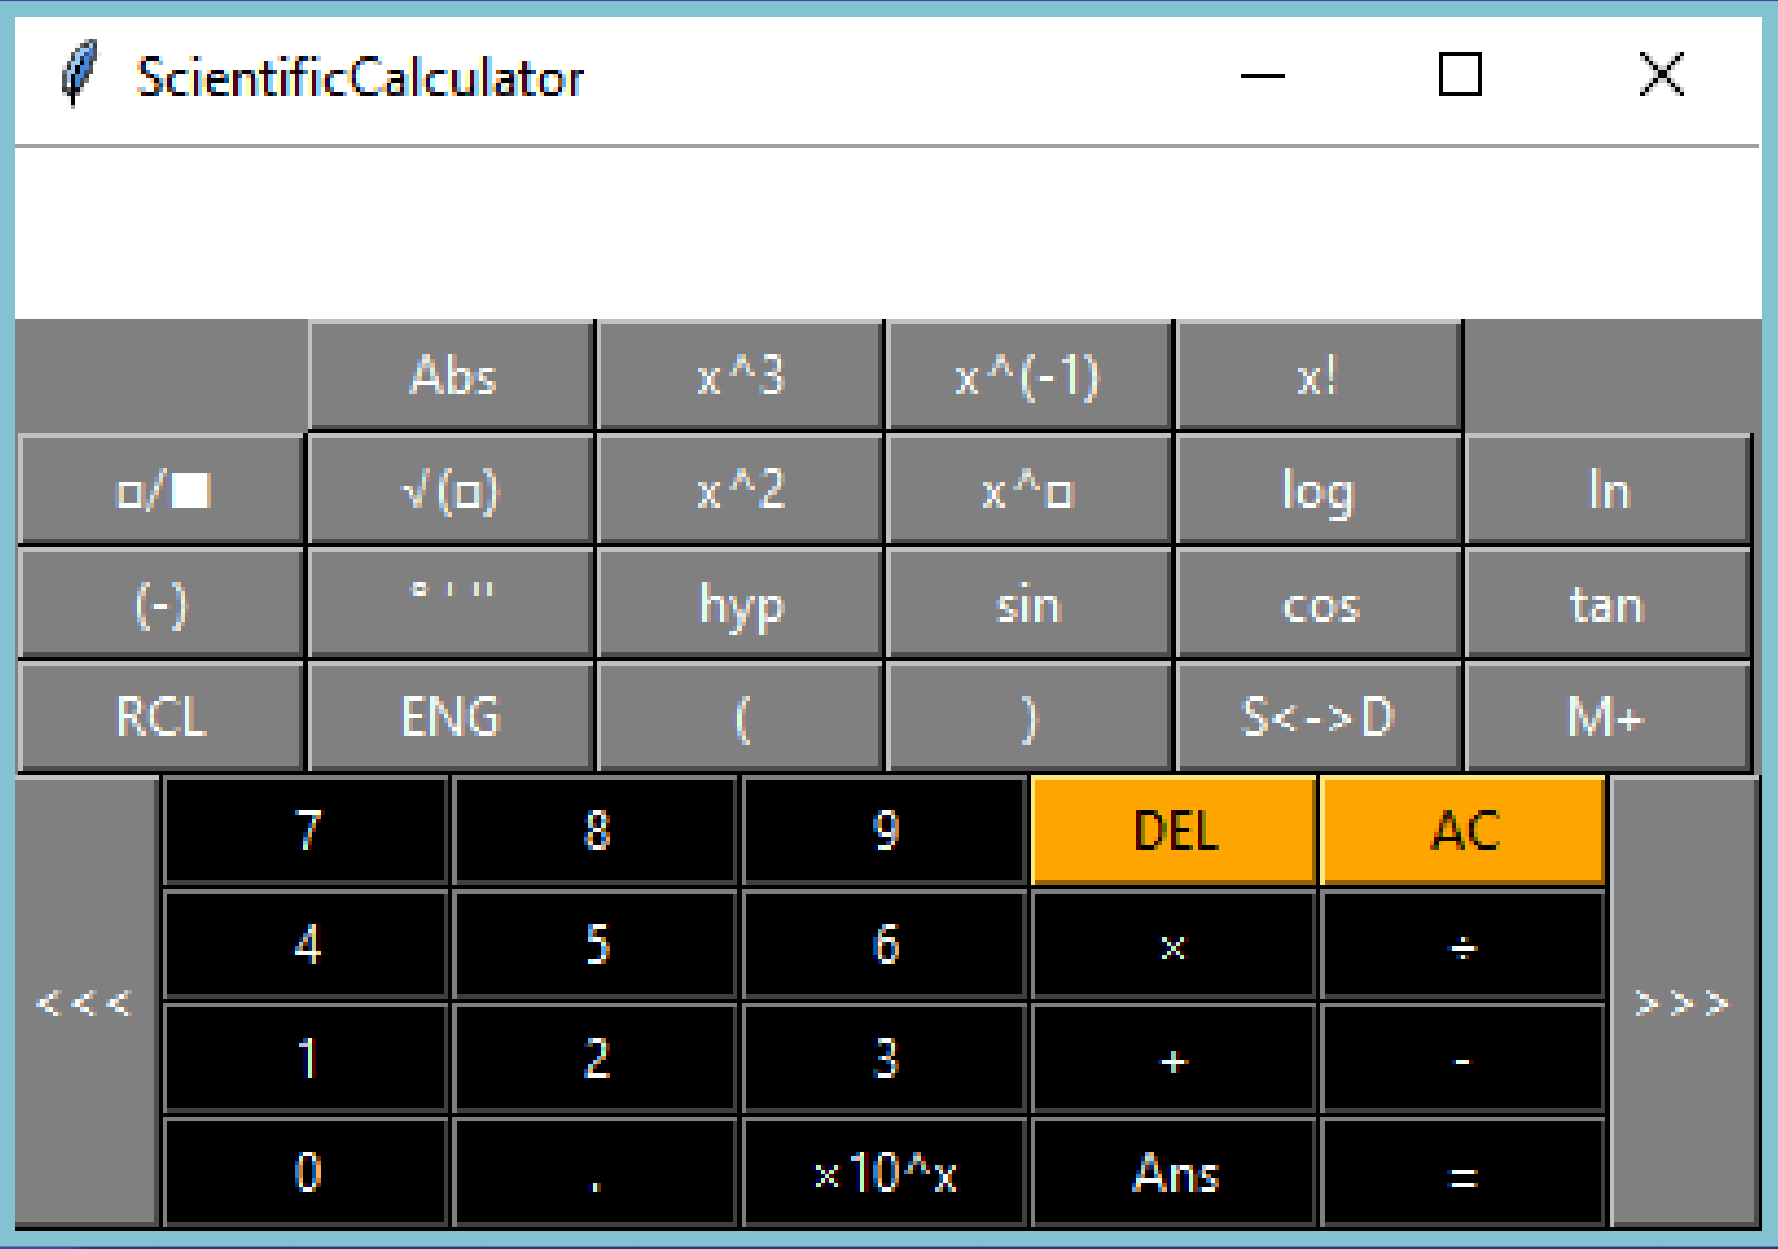 ScientificCalculator
Abs x^3 x^(-1) x!
□/■ √(□) x^2 x^□ log ln
(-) ° ' " hyp sin cos tan
RCL ENG ( ) S<->D M+
7 8 9 DEL AC
4 5 6 × ÷
<<< >>>
1 2 3 + -
0 . ×10^x Ans =